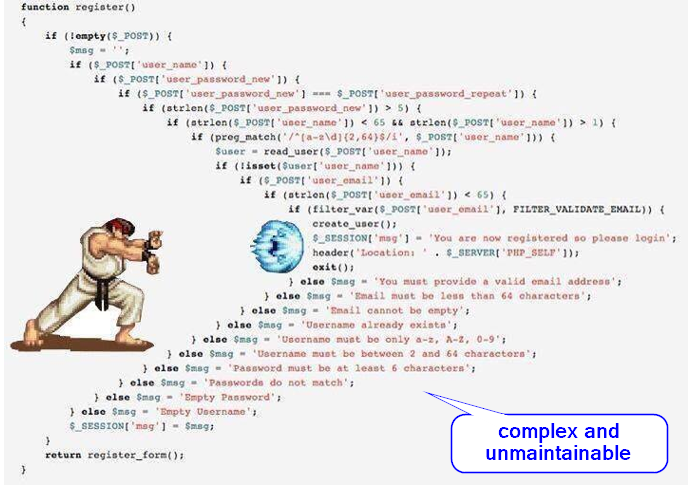 function register()
{
    if (!empty($_POST)) {
        $msg = '';
        if ($_POST['user_name']) {
            if ($_POST['user_password_new']) {
                if ($_POST['user_password_new'] === $_POST['user_password_repeat']) {
                    if (strlen($_POST['user_password_new']) > 5) {
                        if (strlen($_POST['user_name']) < 65 && strlen($_POST['user_name']) > 1) {
                            if (preg_match('/^[a-z\d]{2,64}$/i', $_POST['user_name'])) {
                                $user = read_user($_POST['user_name']);
                                if (!isset($user['user_name'])) {
                                    if ($_POST['user_email']) {
                                        if (strlen($_POST['user_email']) < 65) {
                                            if (filter_var($_POST['user_email'], FILTER_VALIDATE_EMAIL)) {
                                                create_user();
                                                $_SESSION['msg'] = 'You are now registered so please login';
                                                header('Location: ' . $_SERVER['PHP_SELF']);
                                                exit();
                                            } else $msg = 'You must provide a valid email address';
                                        } else $msg = 'Email must be less than 64 characters';
                                    } else $msg = 'Email cannot be empty';
                                } else $msg = 'Username already exists';
                            } else $msg = 'Username must be only a-z, A-Z, 0-9';
                        } else $msg = 'Username must be between 2 and 64 characters';
                    } else $msg = 'Password must be at least 6 characters';
                } else $msg = 'Passwords do not match';
            } else $msg = 'Empty Password';
        } else $msg = 'Empty Username';
        $_SESSION['msg'] = $msg;
    }
    return register_form();
}
complex and
unmaintainable